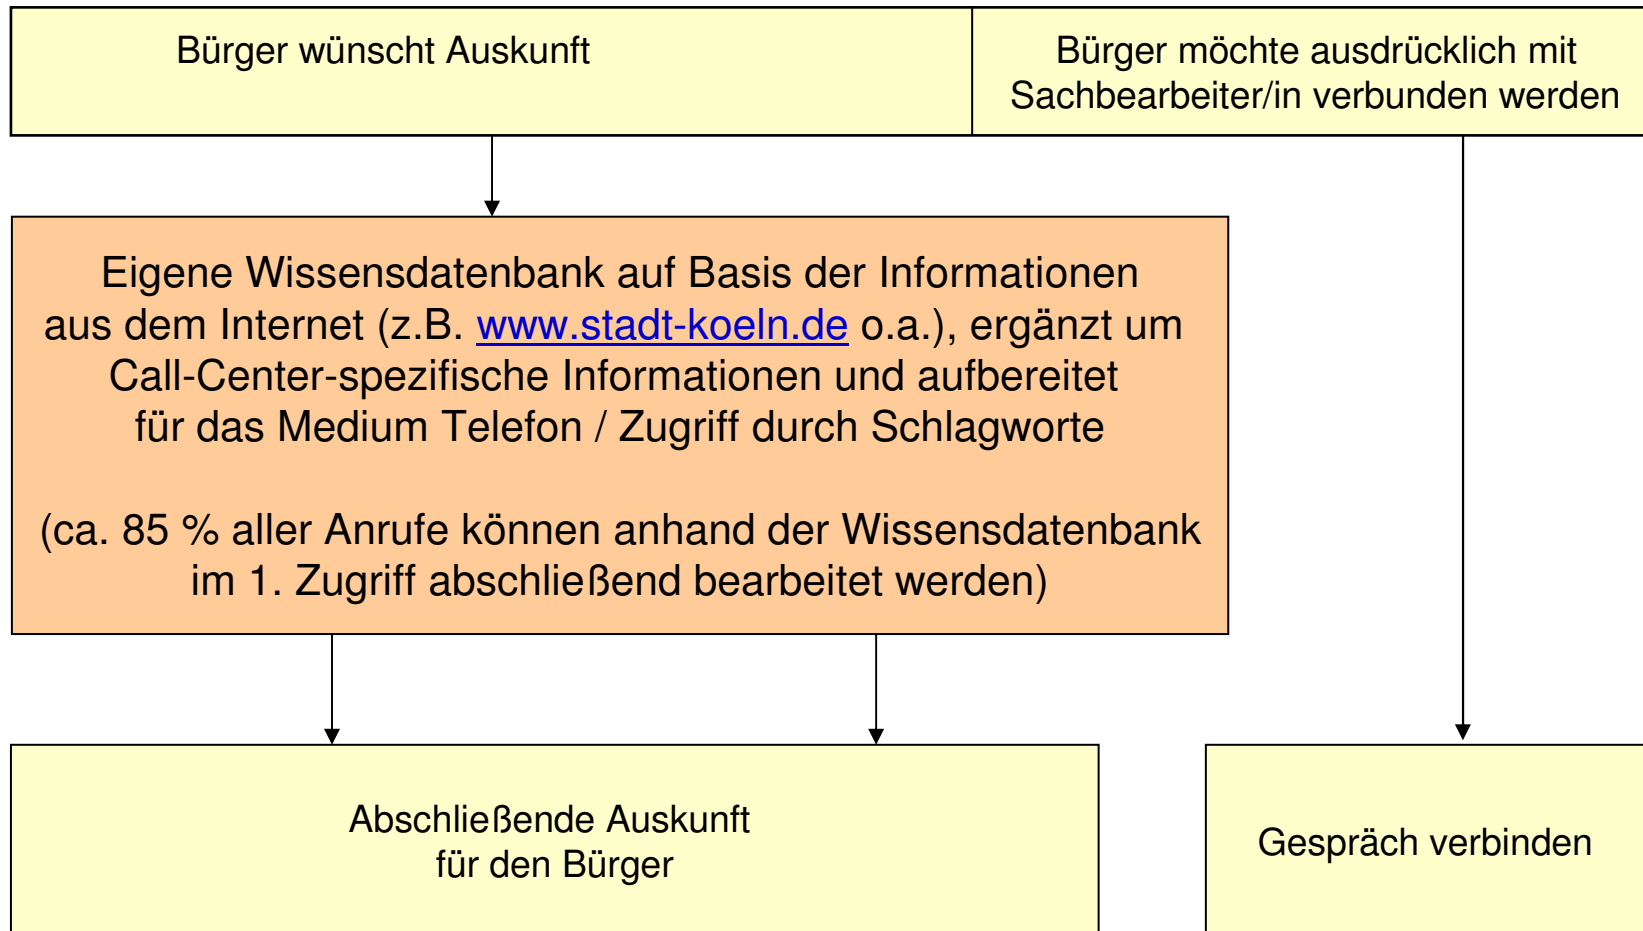 Bürger wünscht Auskunft
Bürger möchte ausdrücklich mit
Sachbearbeiter/in verbunden werden
Eigene Wissensdatenbank auf Basis der Informationen
aus dem Internet (z.B. www.stadt-koeln.de o.a.), ergänzt um
Call-Center-spezifische Informationen und aufbereitet
für das Medium Telefon / Zugriff durch Schlagworte
(ca. 85 % aller Anrufe können anhand der Wissensdatenbank
im 1. Zugriff abschließend bearbeitet werden)
Abschließende Auskunft
für den Bürger
Gespräch verbinden